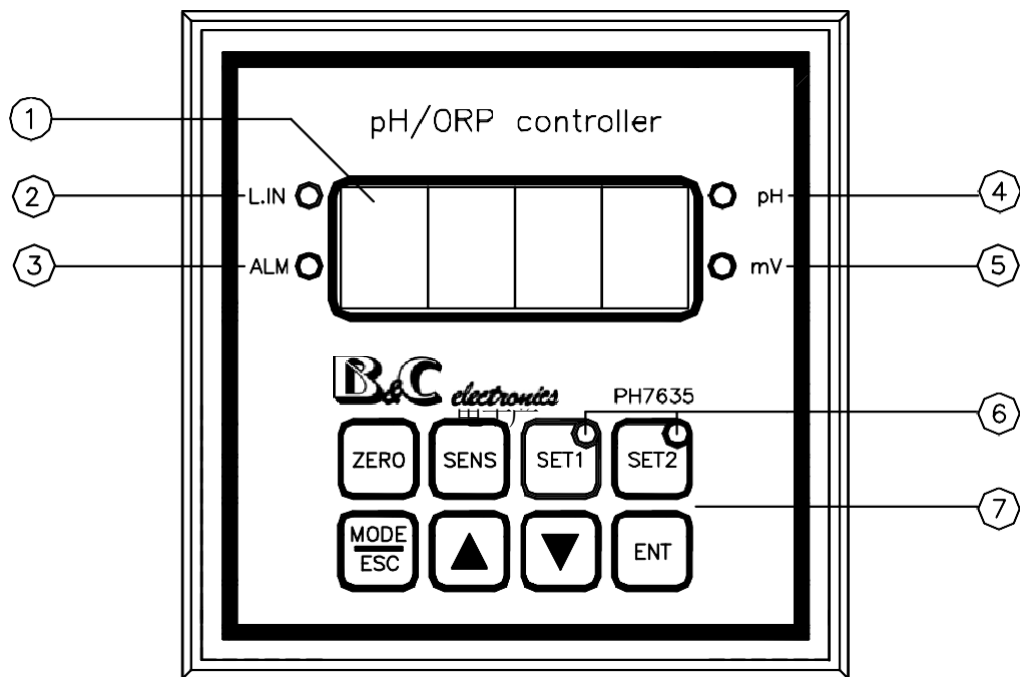 pH/ORP controller
1
2 L.IN pH 4
3 ALM mV 5
B&C electronics PH7635
6
ZERO SENS SET1 SET2
7
MODE
ESC ENT